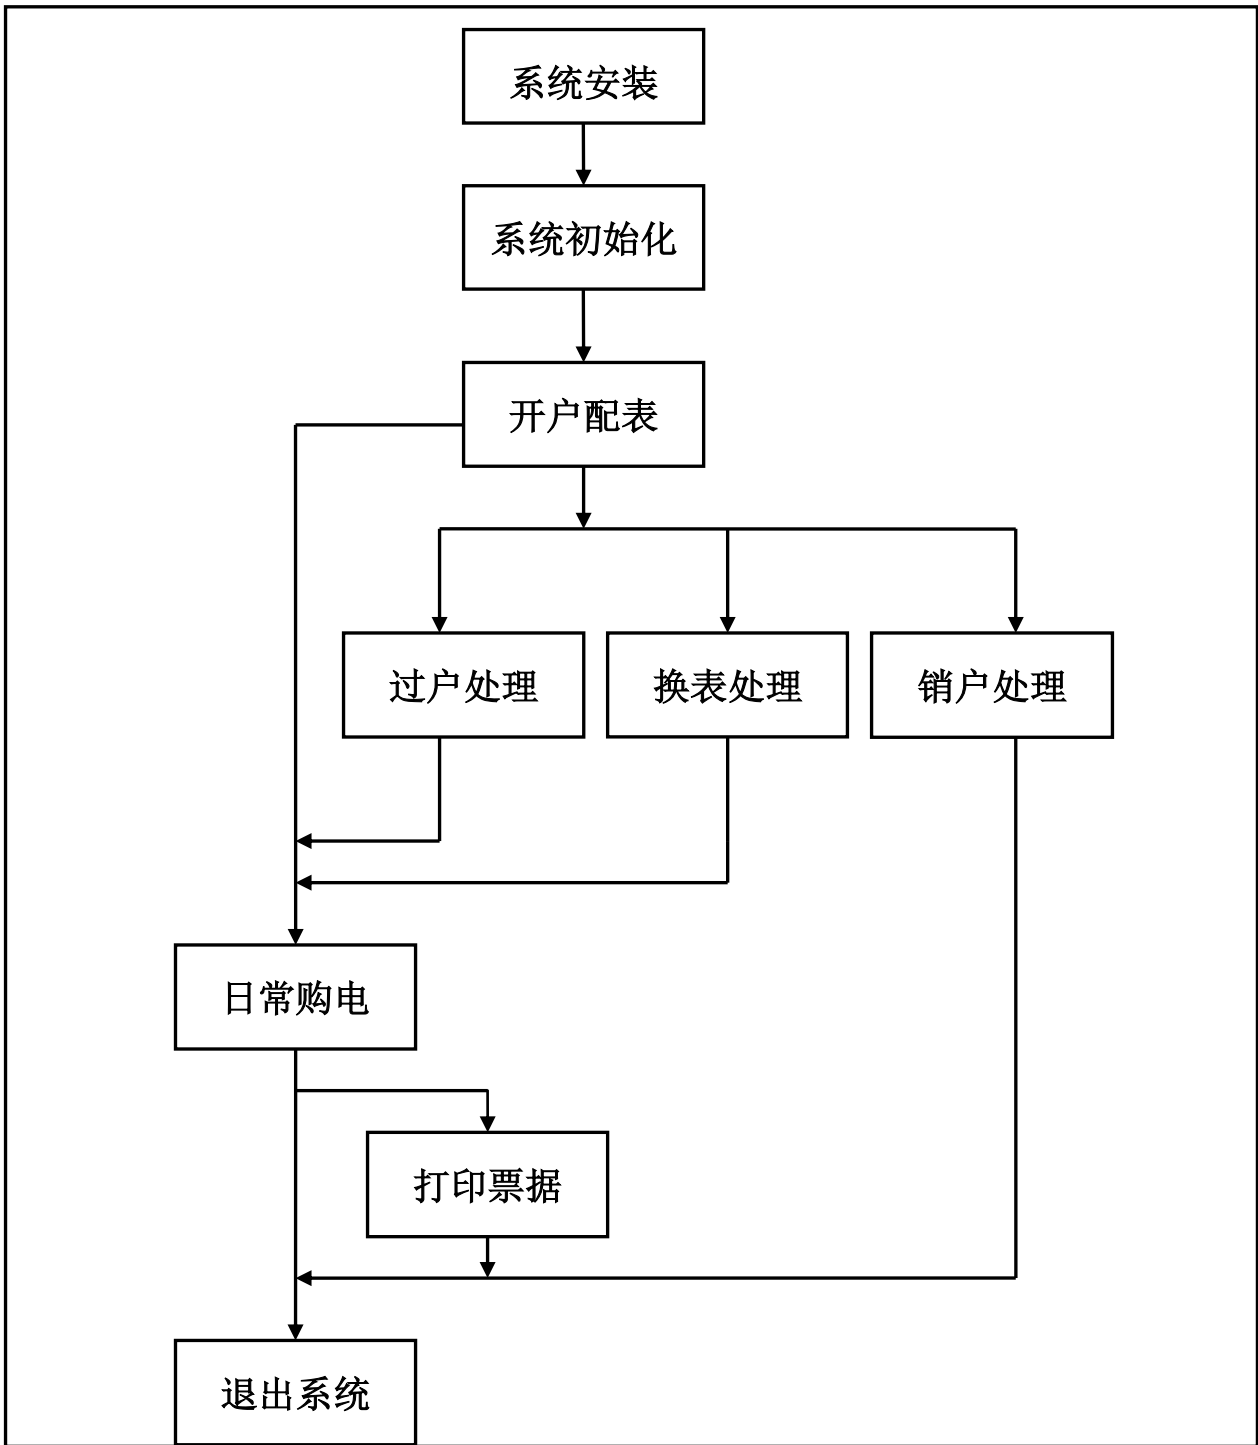 系统安装
系统初始化
开户配表
过户处理
换表处理
销户处理
日常购电
打印票据
退出系统